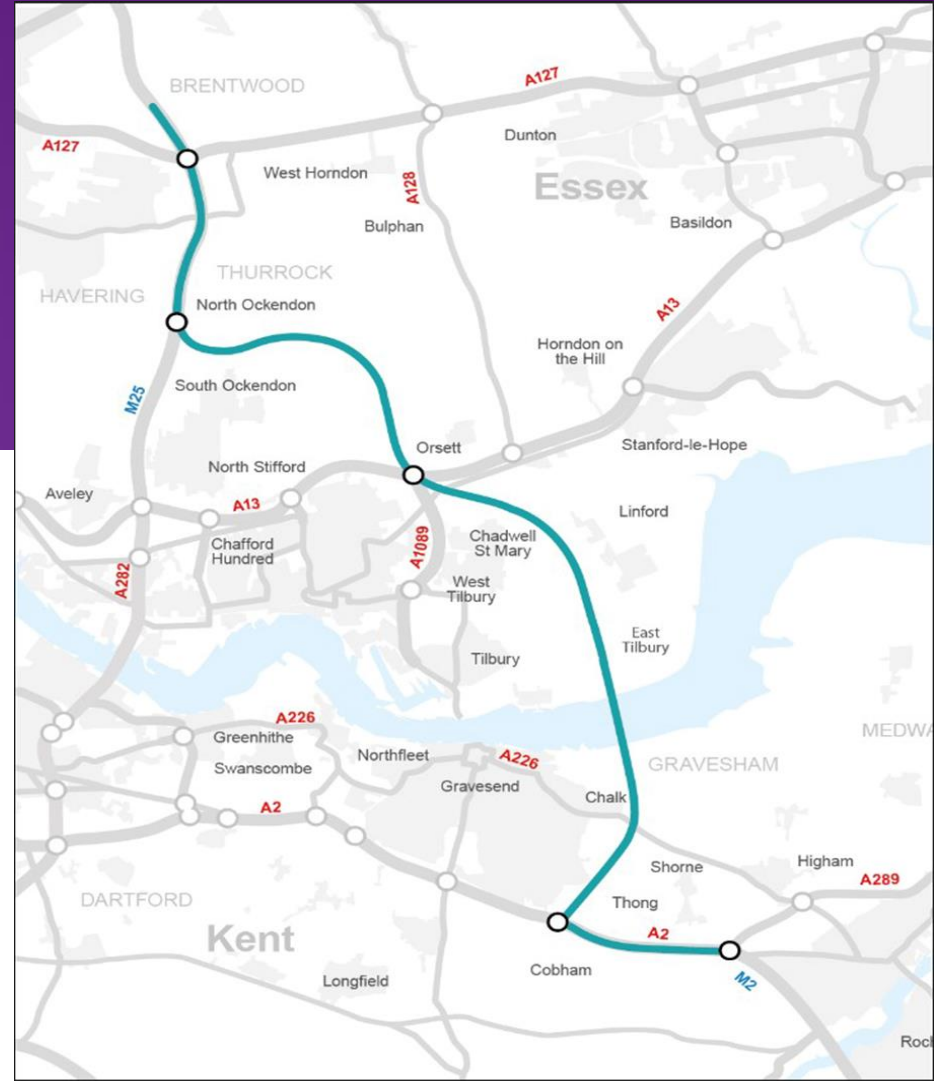 BRENTWOOD
A127
A127
Dunton
West Horndon
A128
Essex
Bulphan
Basildon
THURROCK
HAVERING
North Ockendon
A13
Horndon on
the Hill
M25
South Ockendon
Orsett
Stanford-le-Hope
North Stifford
Aveley
A13
Linford
Chadwell
St Mary
A1089
Chafford
Hundred
A282
West
Tilbury
East
Tilbury
Tilbury
A226
Greenhithe
MEDWA
Northfleet
A226
GRAVESHAM
Swanscombe
Gravesend
Chalk
A2
Shorne
Higham
A289
DARTFORD
Thong
A2
Kent
Cobham
Longfield
M2
Roc